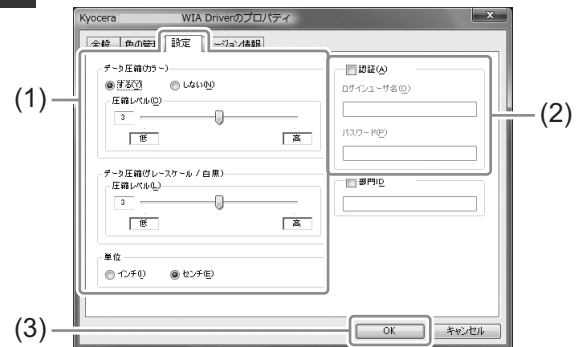 Kyocera WIA Driverのプロパティ
全般 色の管理 設定 バージョン情報
データ圧縮(カラー)
する(Y) しない(N)
圧縮レベル(C)
3
低 高
データ圧縮(グレースケール / 白黒)
圧縮レベル(L)
3
低 高
単位
インチ(I) センチ(E)
認証(A)
ログインユーザ名(O)
パスワード(P)
部門ID
OK キャンセル
(1)
(2)
(3)